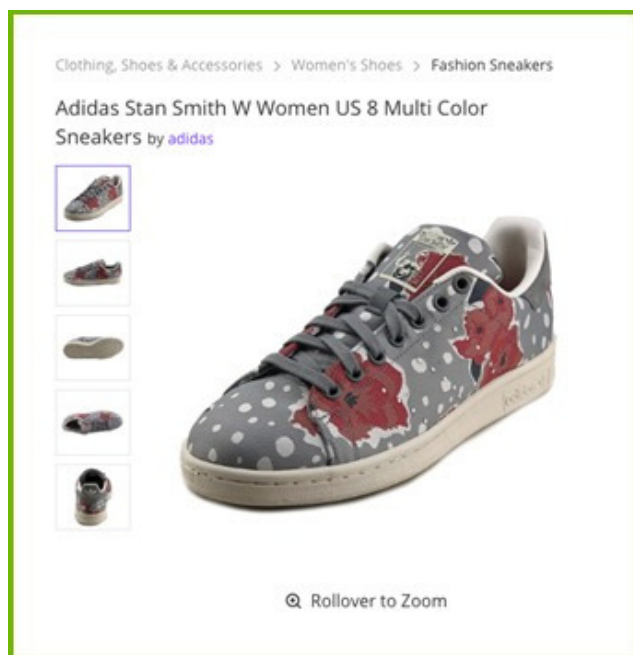 Clothing, Shoes & Accessories > Women's Shoes > Fashion Sneakers
Adidas Stan Smith W Women US 8 Multi Color
Sneakers by adidas
Rollover to Zoom